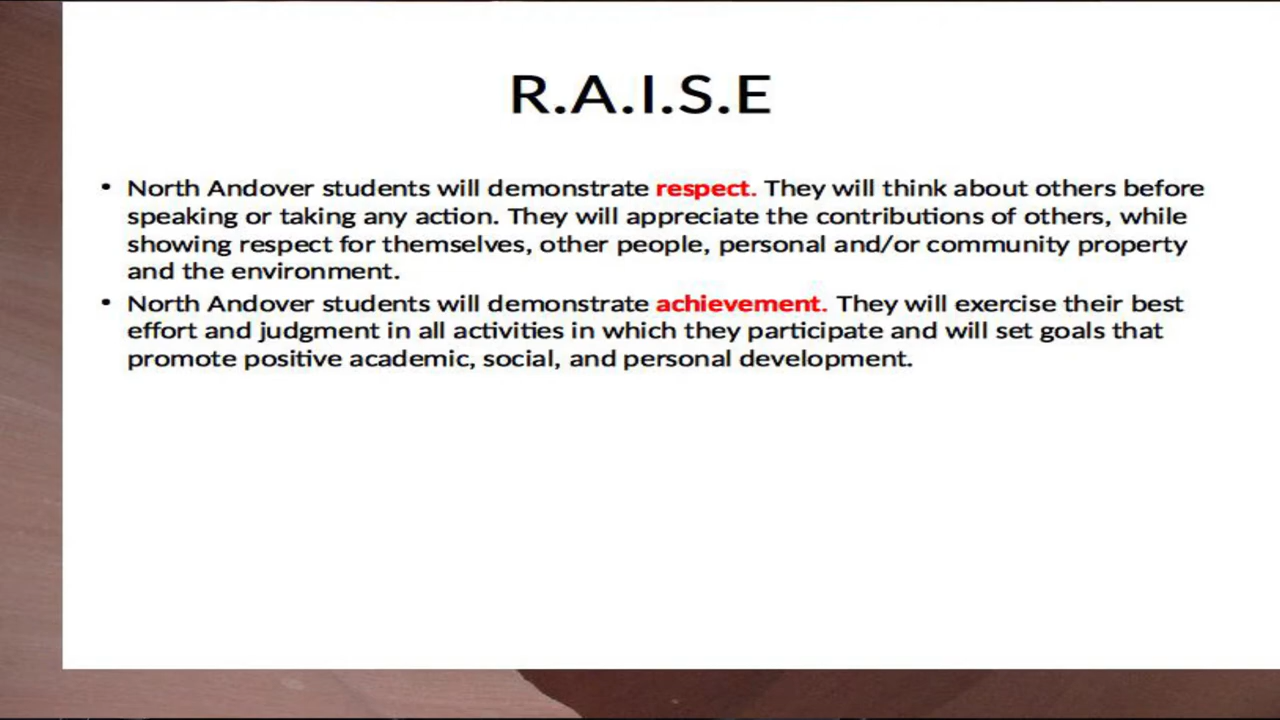 R.A.I.S.E
• North Andover students will demonstrate respect. They will think about others before
speaking or taking any action. They will appreciate the contributions of others, while
showing respect for themselves, other people, personal and/or community property
and the environment.
• North Andover students will demonstrate achievement. They will exercise their best
effort and judgment in all activities in which they participate and will set goals that
promote positive academic, social, and personal development.